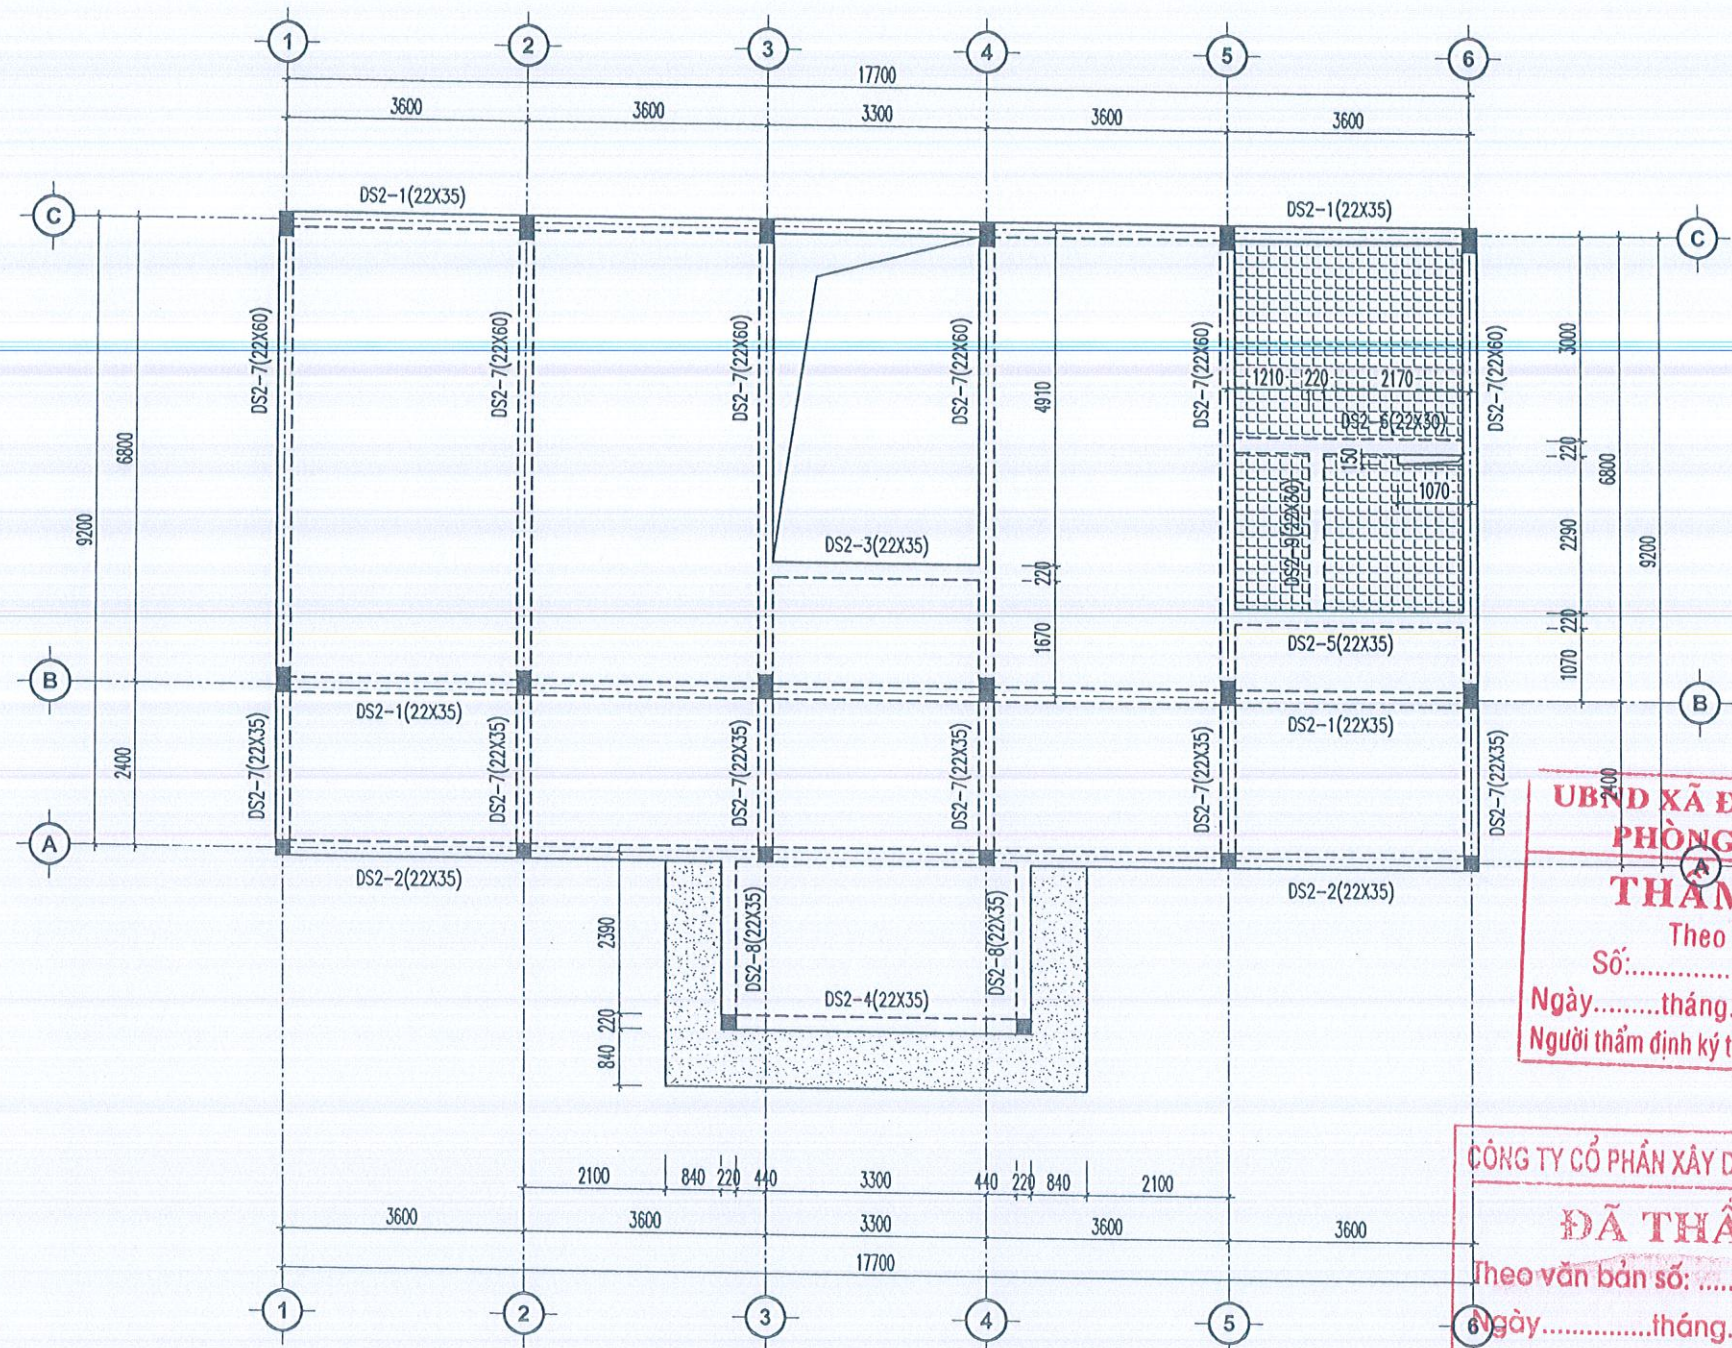 1 2 3 4 5 6
17700
3600 3600 3300 3600 3600
DS2-1(22X35) DS2-1(22X35)
C C
DS2-7(22X60) DS2-7(22X60) DS2-7(22X60) DS2-7(22X60) DS2-7(22X60) DS2-7(22X60)
3000
1210 220 2170
4910
DS2-6(22X30)
9200 6800 220 6800 9200
150
1070
DS2-9(22X30)
2290
DS2-3(22X35)
220
1670
220
DS2-5(22X35)
1070
B B
DS2-1(22X35) DS2-1(22X35)
DS2-7(22X35) DS2-7(22X35) DS2-7(22X35) DS2-7(22X35) DS2-7(22X35) DS2-7(22X35)
2400 2400
A A
DS2-2(22X35) DS2-2(22X35)
2390
DS2-8(22X35) DS2-8(22X35)
DS2-4(22X35)
220
840
2100 840 220 440 3300 440 220 840 2100
3600 3600 3300 3600 3600
17700
1 2 3 4 5 6
UBND XÃ Đ
PHÒNG
THẨM
Theo
Số:
Ngày.........tháng.
Người thẩm định ký t
CÔNG TY CỔ PHẦN XÂY D
ĐÃ THẨ
Theo văn bản số: .....
Ngày..............tháng.